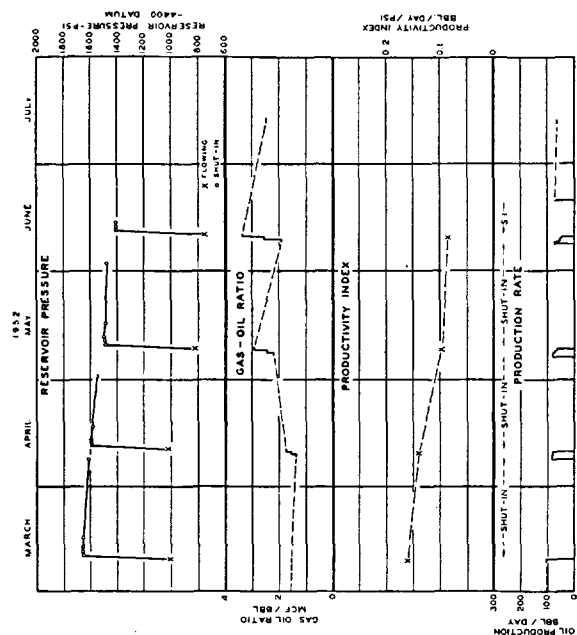 1952
MARCH APRIL MAY JUNE JULY
RESERVOIR PRESSURE
2000
1800
1600
1400
1200
1000
800
600
RESERVOIR PRESSURE-PSI
-4400 DATUM
X FLOWING
o SHUT-IN
GAS-OIL RATIO
4
2
0
GAS OIL RATIO
MCF/BBL
PRODUCTIVITY INDEX
0.1
0
PRODUCTIVITY INDEX
BBL/DAY/PSI
SHUT-IN SHUT-IN SHUT-IN S I
PRODUCTION RATE
300
200
100
0
OIL PRODUCTION
BBL/DAY